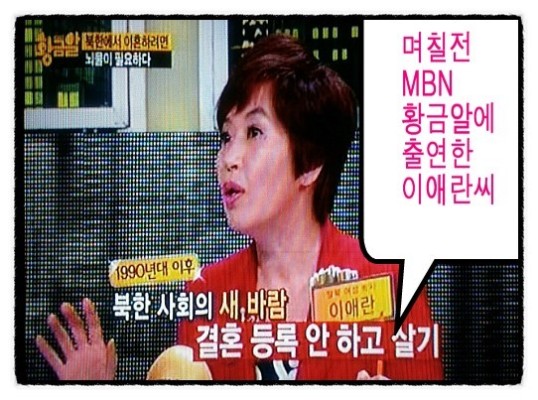 황금알
북한에서 이혼하려면
뇌물이 필요하다
며칠전
MBN
황금알에
출연한
이애란씨
1990년대 이후
이애란
북한 사회의 새 바람
결혼 등록 안 하고 살기